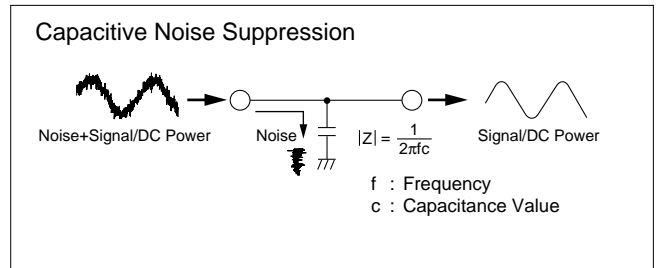 Capacitive Noise Suppression
Noise+Signal/DC Power
Noise
|Z| = 1/2πfc
Signal/DC Power
f : Frequency
c : Capacitance Value